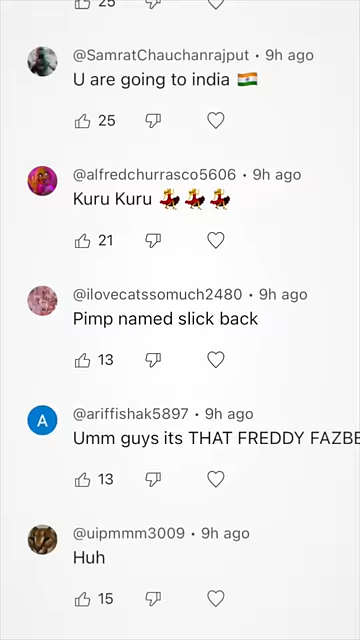 25
@SamratChauchanrajput • 9h ago
U are going to india 🇮🇳
25
@alfredchurrasco5606 • 9h ago
Kuru Kuru 💃💃💃
21
@ilovecatssomuch2480 • 9h ago
Pimp named slick back
13
A
@ariffishak5897 • 9h ago
Umm guys its THAT FREDDY FAZBE
13
@uipmmm3009 • 9h ago
Huh
15